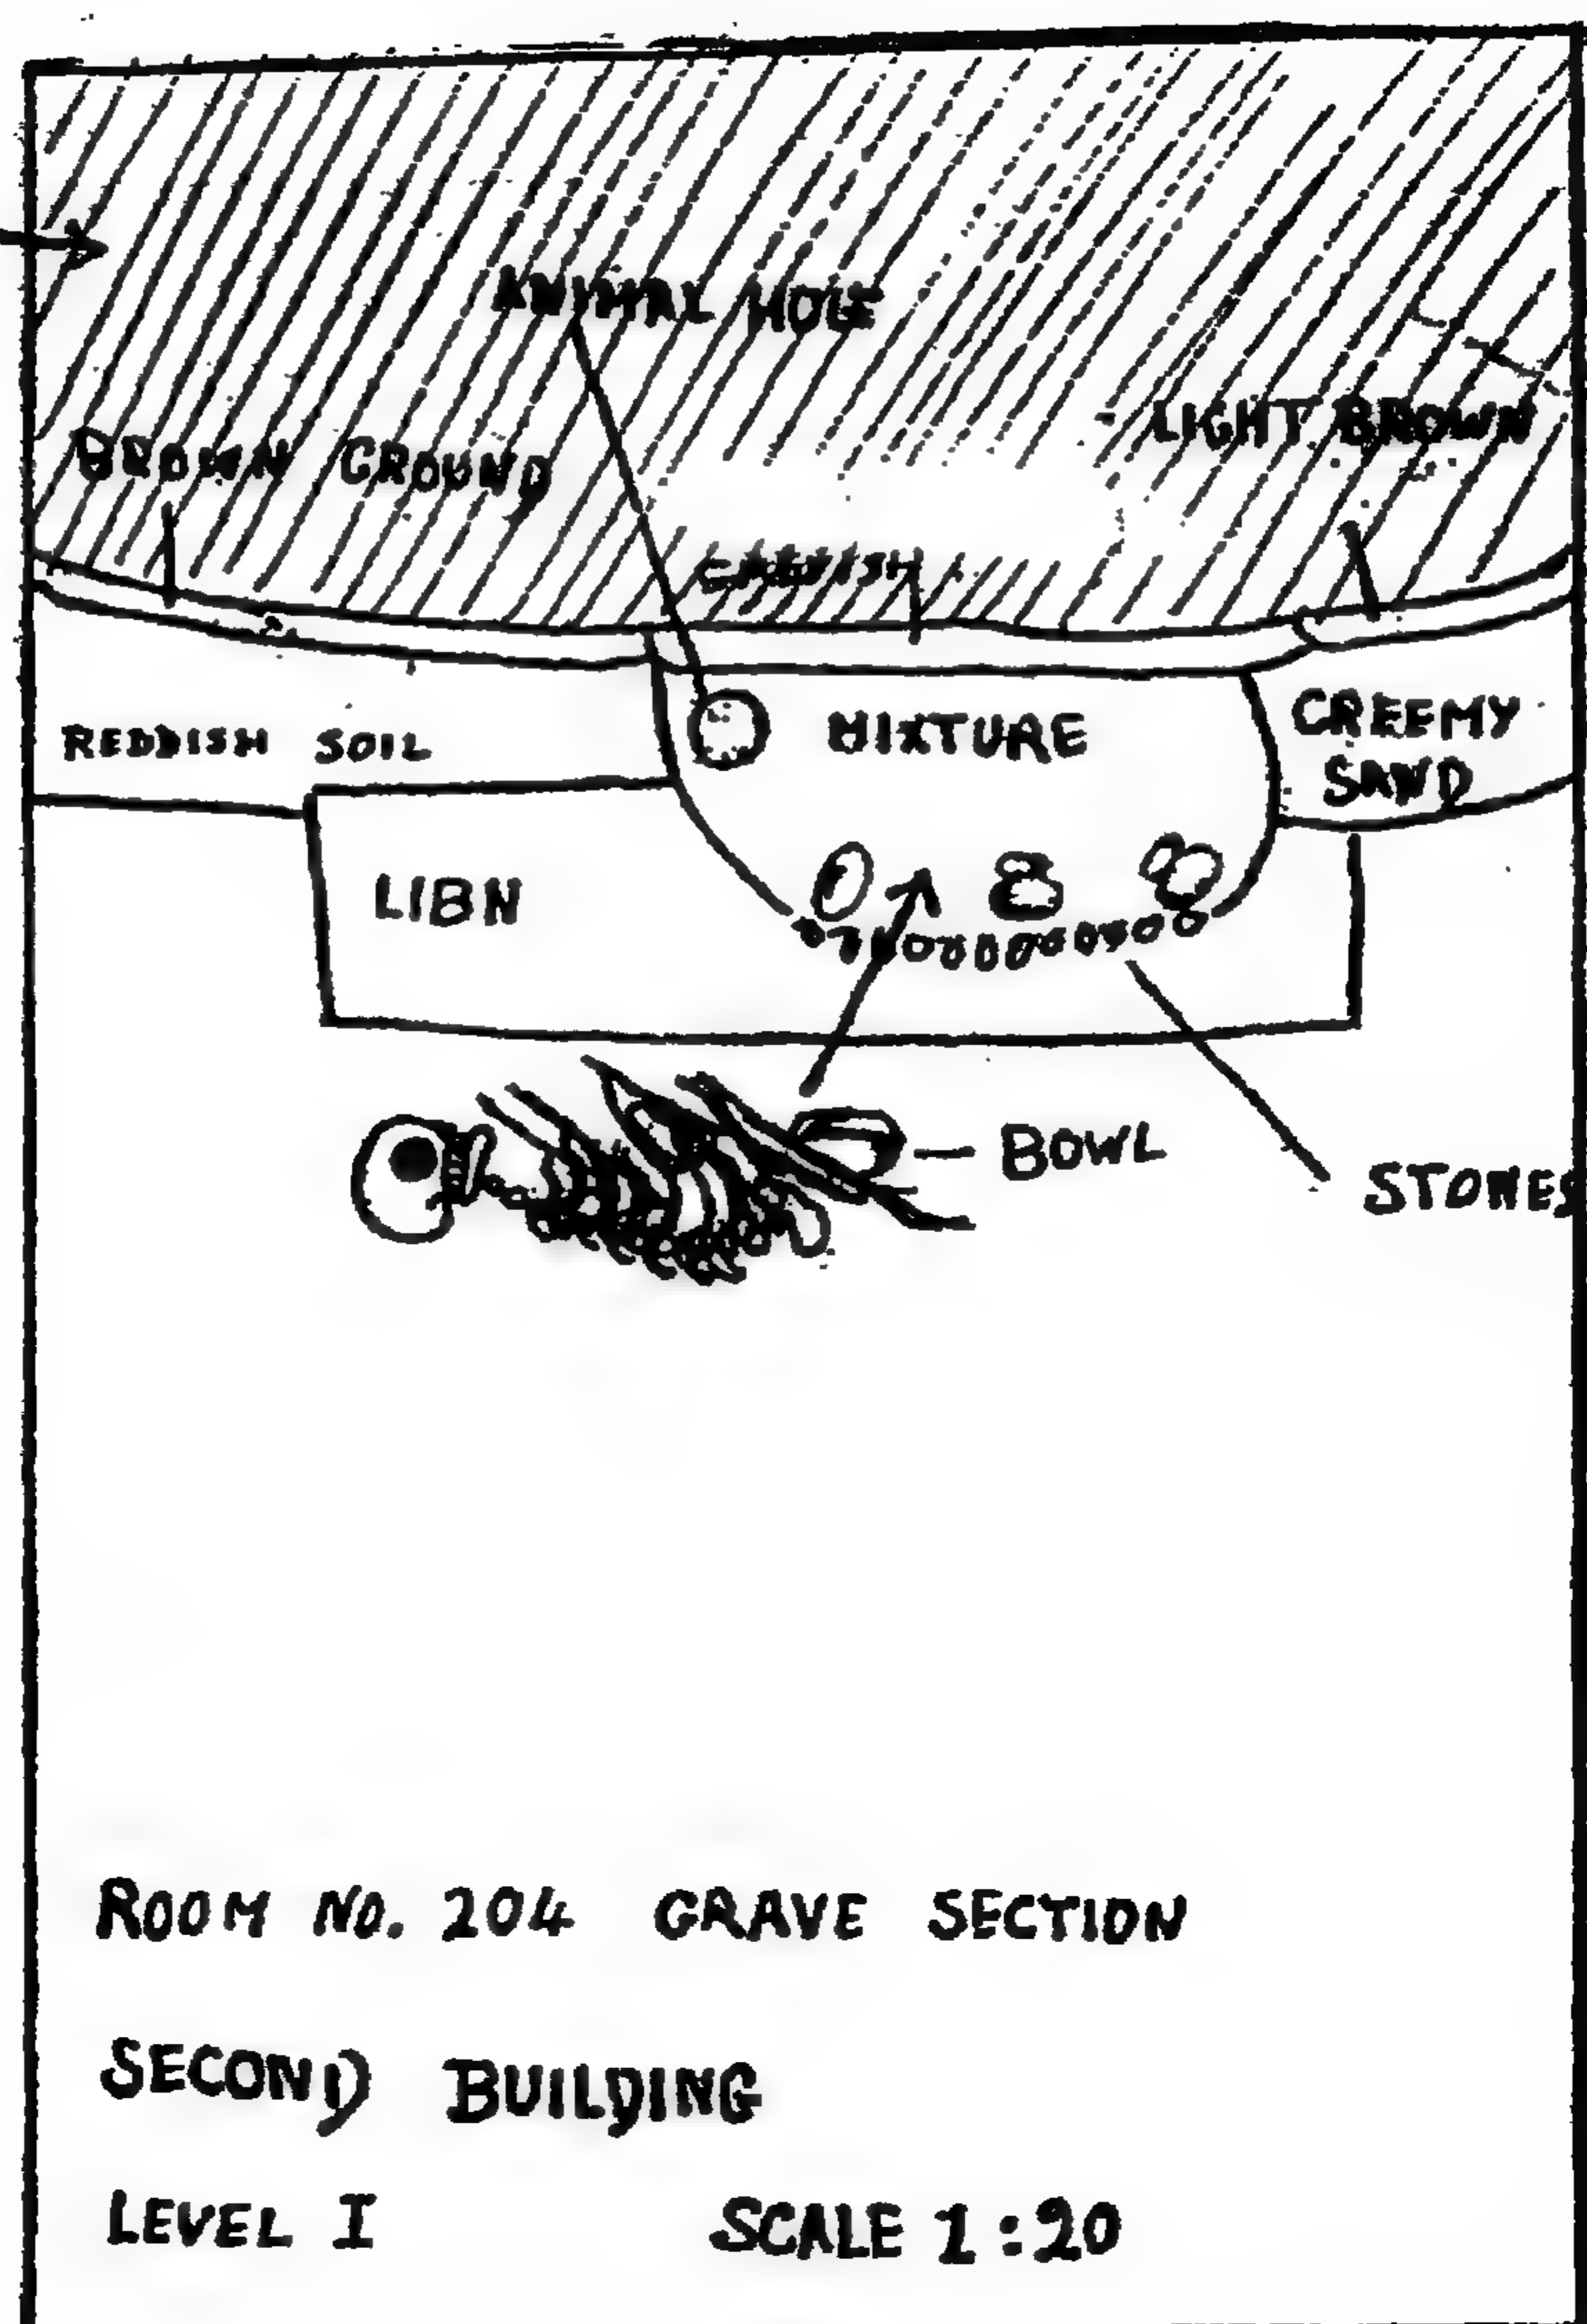 ANIMAL HOLE
LIGHT BROWN
BROWN GROUND
REDDISH SOIL
MIXTURE
CREEMY
SAND
LIBN
BOWL
STONES
ROOM NO. 204 GRAVE SECTION
SECOND BUILDING
LEVEL I SCALE 1:20